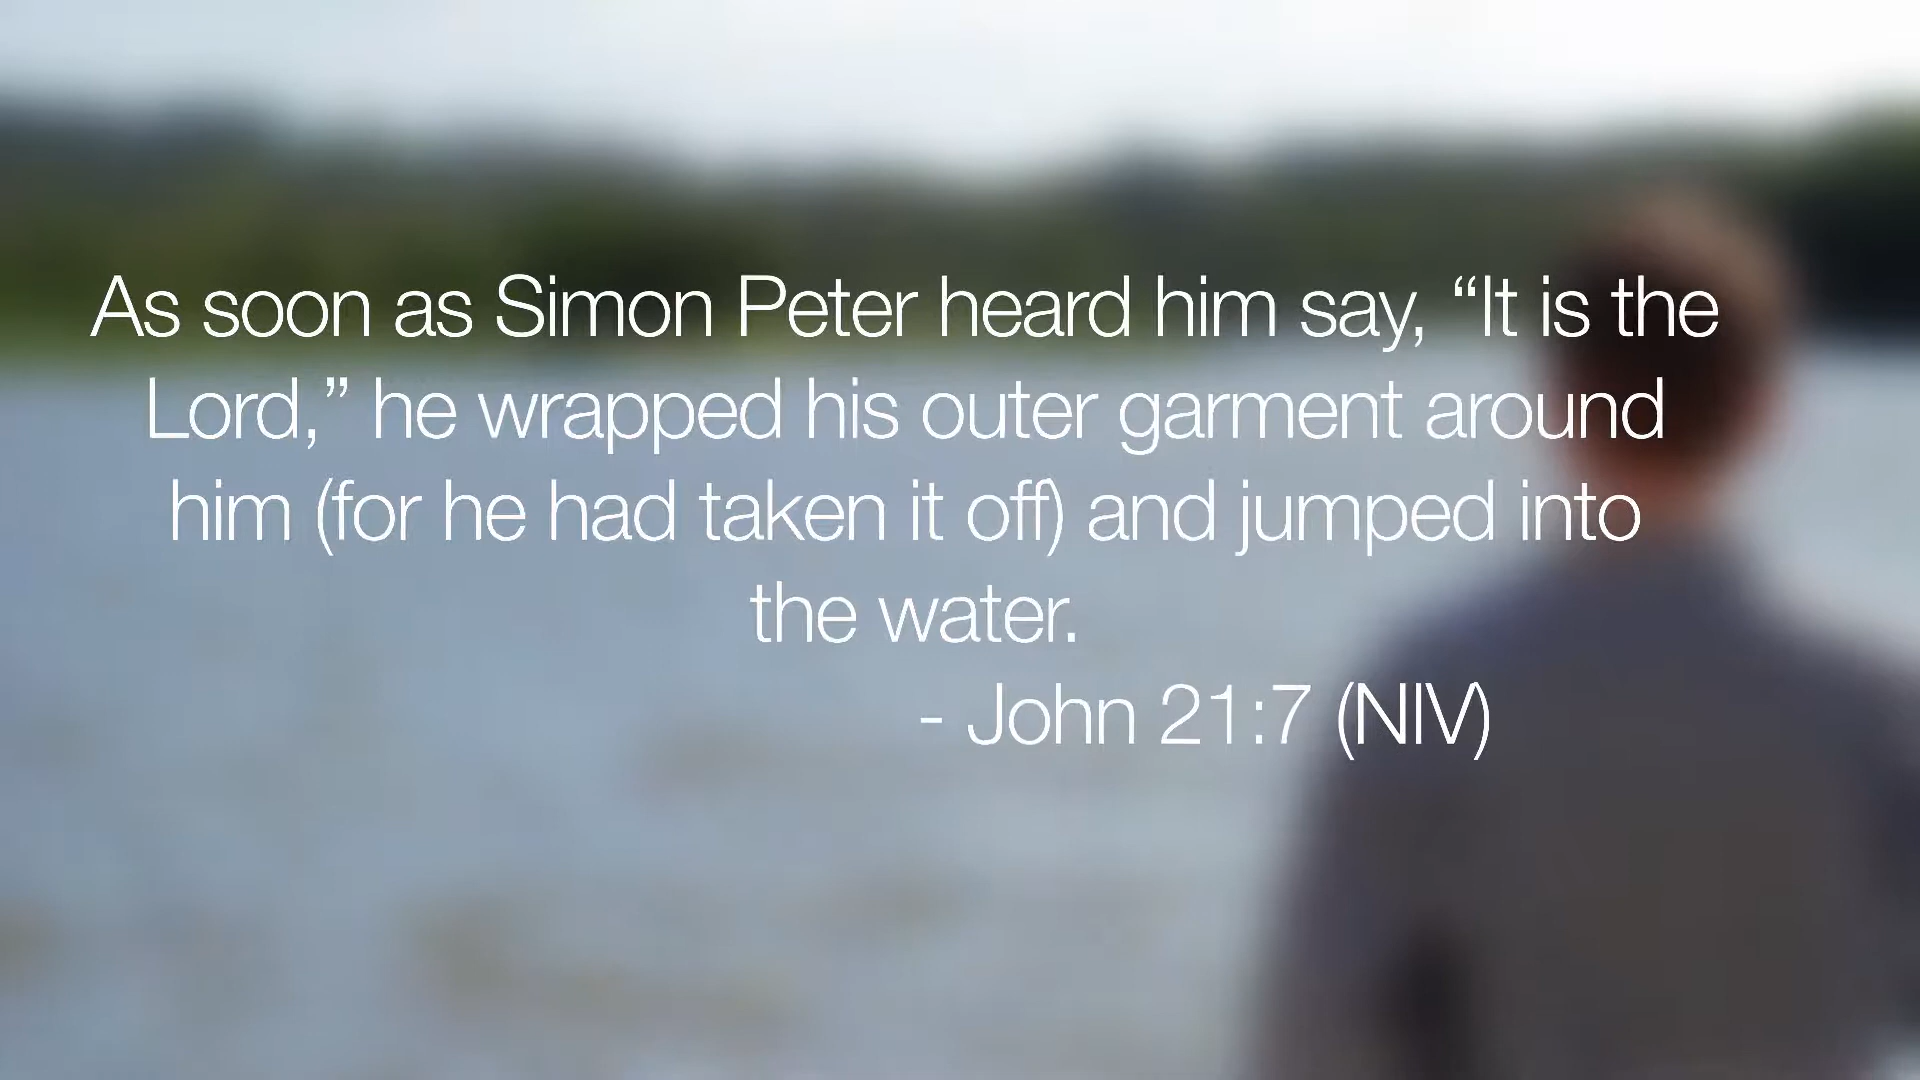 As soon as Simon Peter heard him say, “It is the
Lord,” he wrapped his outer garment around
him (for he had taken it off) and jumped into
the water.
- John 21:7 (NIV)